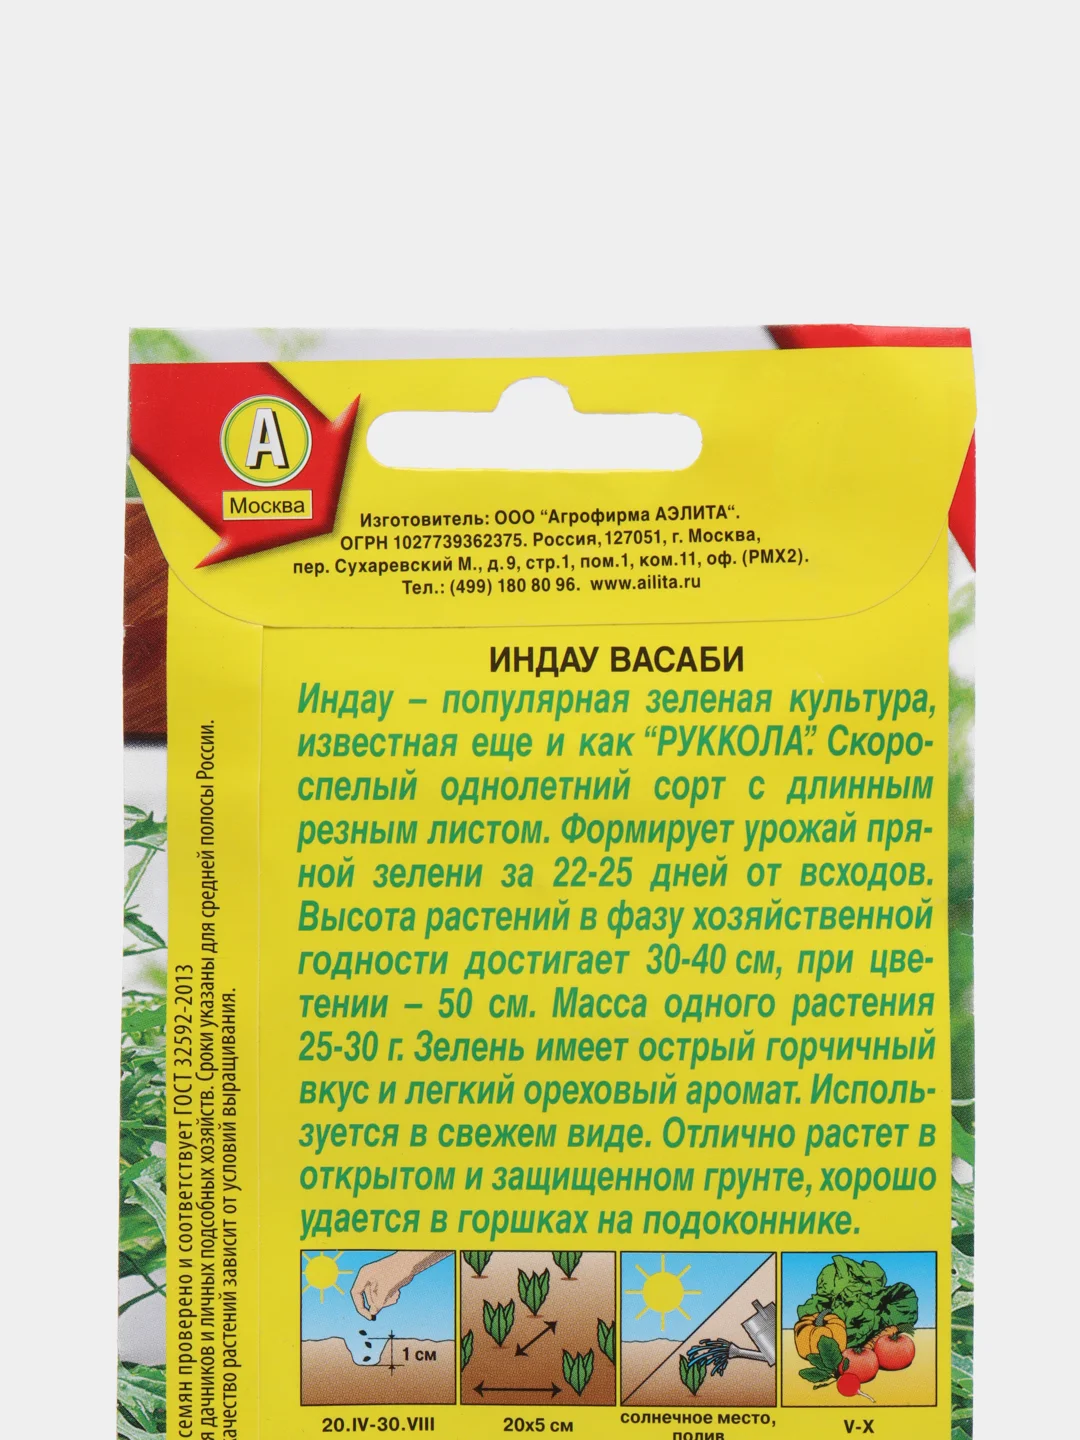 А
Москва
Изготовитель: ООО “Агрофирма АЭЛИТА“.
ОГРН 1027739362375. Россия, 127051, г. Москва,
пер. Сухаревский М., д.9, стр.1, пом.1, ком.11, оф. (РМХ2).
Тел.: (499) 180 80 96. www.ailita.ru
ИНДАУ ВАСАБИ
Индау – популярная зеленая культура,
известная еще и как “РУККОЛА”. Скоро-
спелый однолетний сорт с длинным
резным листом. Формирует урожай пря-
ной зелени за 22-25 дней от всходов.
Высота растений в фазу хозяйственной
годности достигает 30-40 см, при цве-
тении – 50 см. Масса одного растения
25-30 г. Зелень имеет острый горчичный
вкус и легкий ореховый аромат. Исполь-
зуется в свежем виде. Отлично растет в
открытом и защищенном грунте, хорошо
удается в горшках на подоконнике.
1 см
20.IV-30.VIII
20х5 см
солнечное место,
полив
V-X
семян проверено и соответствует ГОСТ 32592-2013
дачников и личных подсобных хозяйств. Сроки указаны для средней полосы России.
качество растений зависит от условий выращивания.